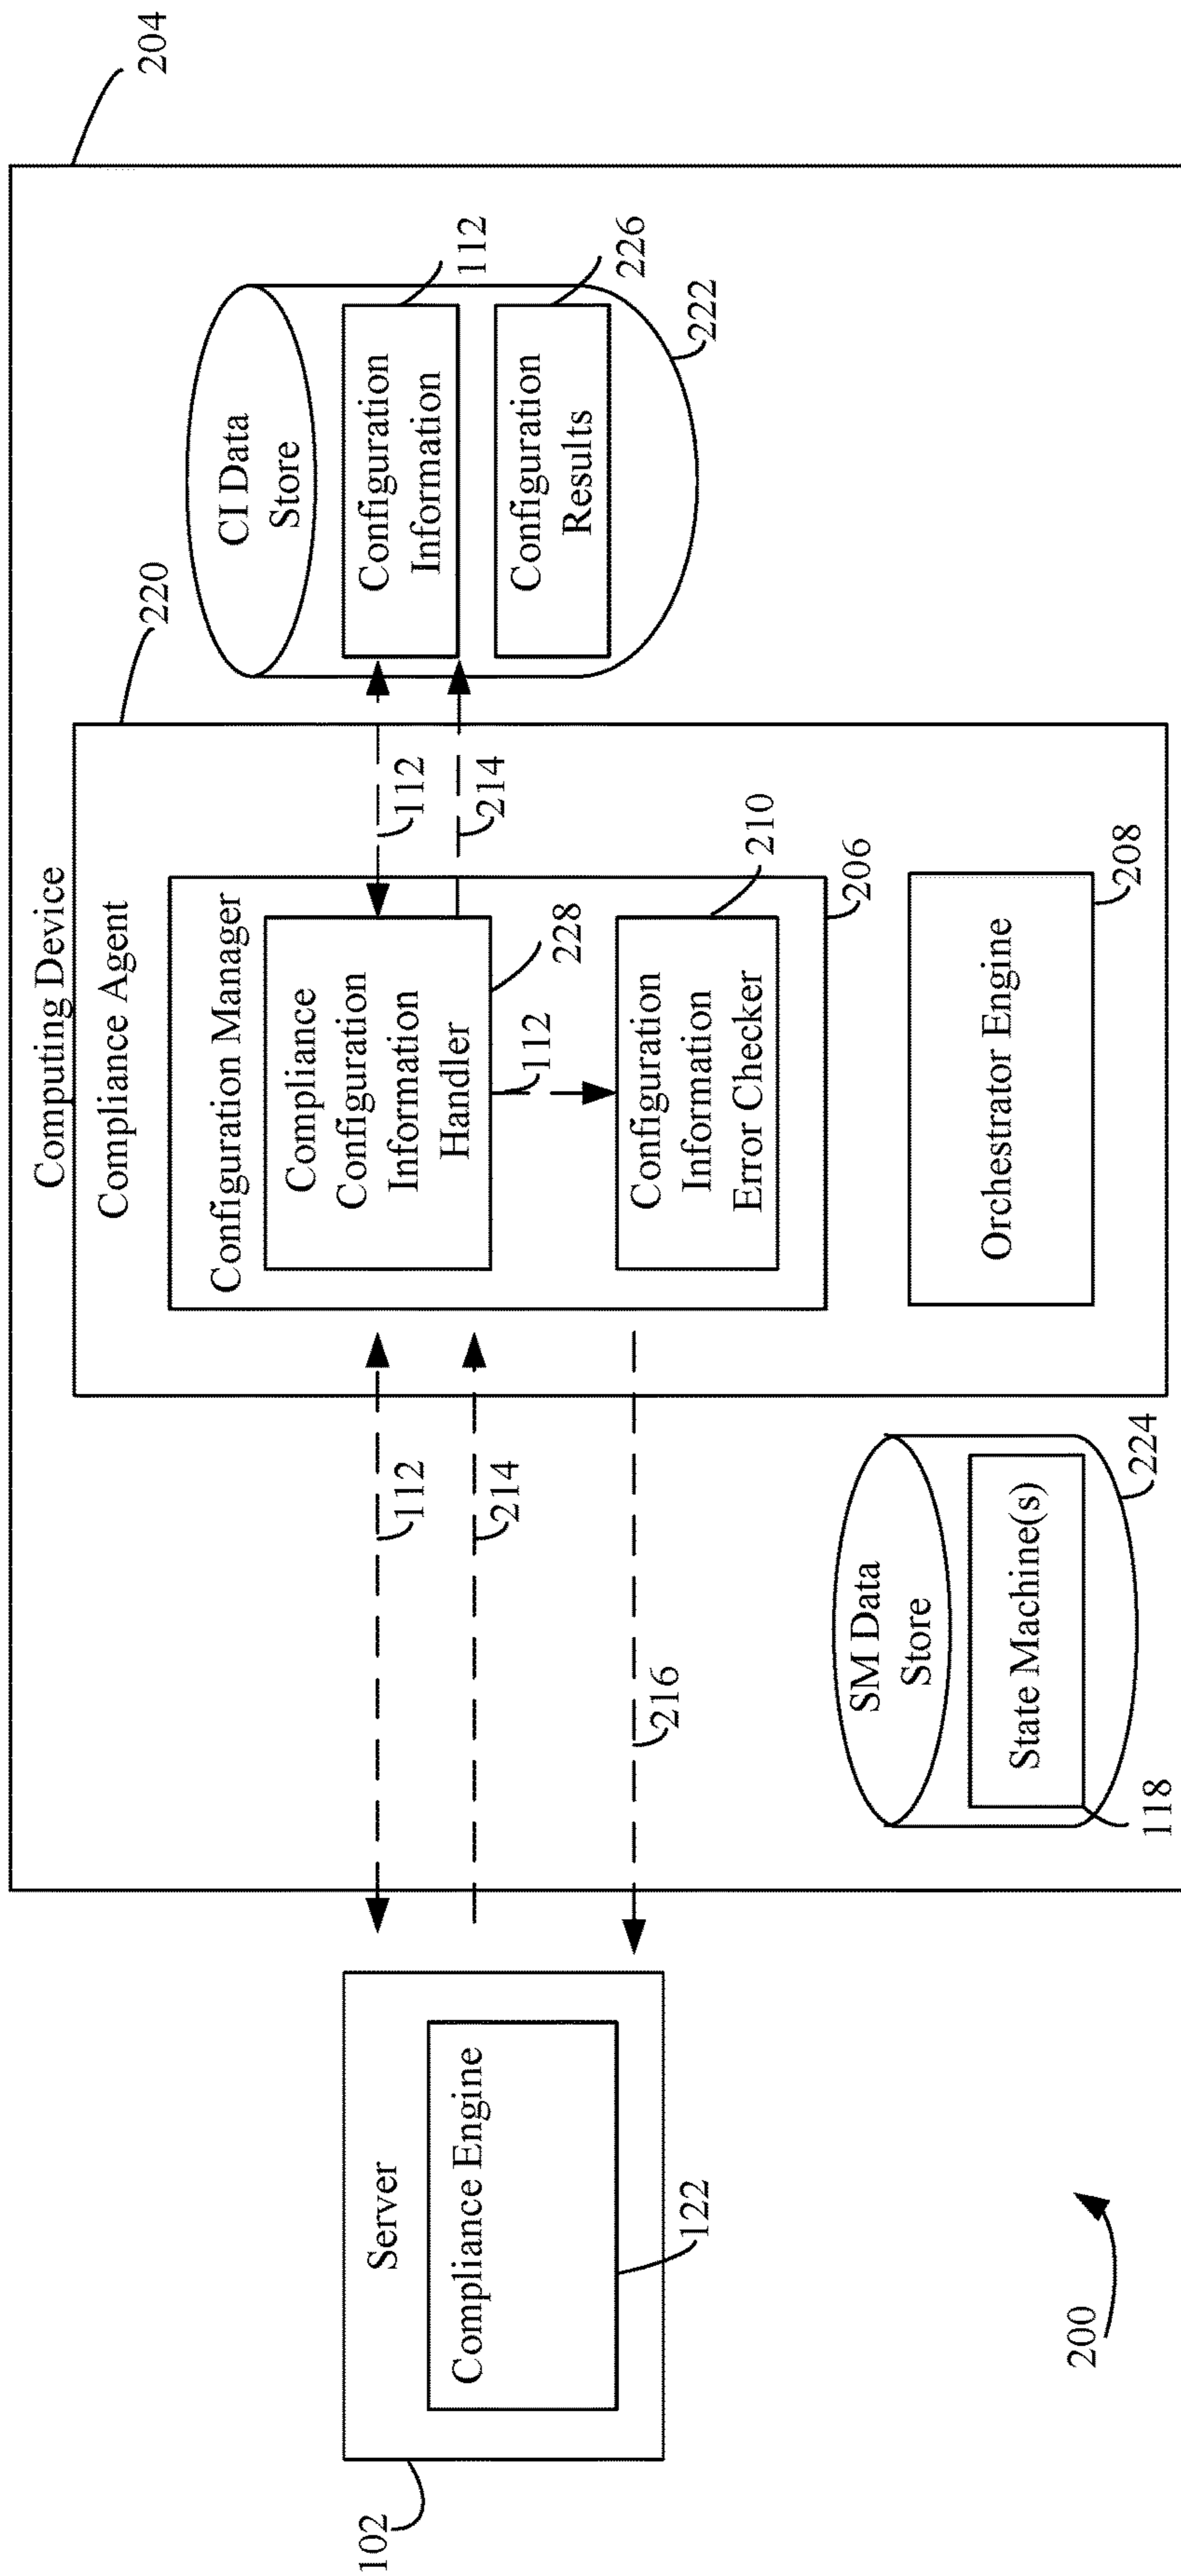 204
Computing Device
220
Compliance Agent
Configuration Manager
Compliance
Configuration
Information
Handler
228
112
Configuration
Information
Error Checker
210
206
Orchestrator Engine
208
CI Data
Store
Configuration
Information
112
Configuration
Results
226
222
112
214
112
214
216
SM Data
Store
State Machine(s)
224
118
Server
Compliance Engine
122
102
200